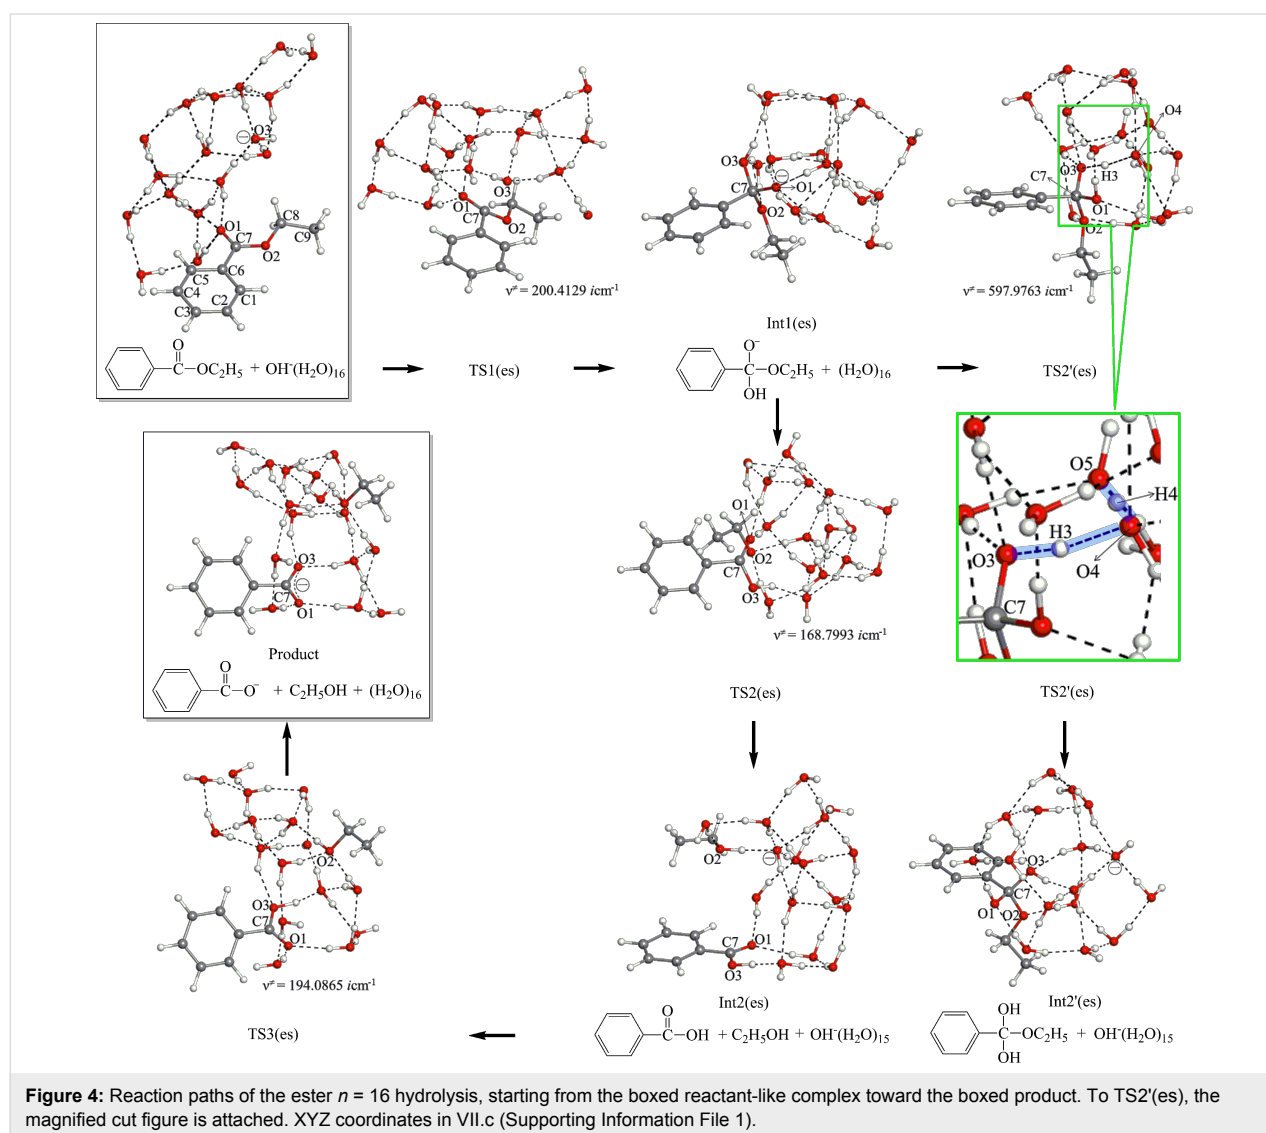 O3
⊖
C8
O1
C7
C9
O2
C5
C6
C4
C1
C2
C3
O
C–OC₂H₅ + OH⁻(H₂O)₁₆
O3
O1
C7
O2
ν≠ = 200.4129 icm⁻¹
TS1(es)
O3
⊖
C7
O1
O2
Int1(es)
O⁻
C–OC₂H₅ + (H₂O)₁₆
OH
O4
O3
H3
C7
O1
O2
ν≠ = 597.9763 icm⁻¹
TS2'(es)
O3
C7
⊖
O1
Product
O
C–O⁻ + C₂H₅OH + (H₂O)₁₆
O1
O2
C7
O3
ν≠ = 168.7993 icm⁻¹
TS2(es)
O5
H4
H3
O3
O4
C7
TS2'(es)
O2
O3
C7
O1
ν≠ = 194.0865 icm⁻¹
TS3(es)
O2
⊖
C7
O1
O3
Int2(es)
O
C–OH + C₂H₅OH + OH⁻(H₂O)₁₅
O3
⊖
C7
O1
O2
Int2'(es)
OH
C–OC₂H₅ + OH⁻(H₂O)₁₅
OH
Figure 4: Reaction paths of the ester n = 16 hydrolysis, starting from the boxed reactant-like complex toward the boxed product. To TS2'(es), the
magnified cut figure is attached. XYZ coordinates in VII.c (Supporting Information File 1).